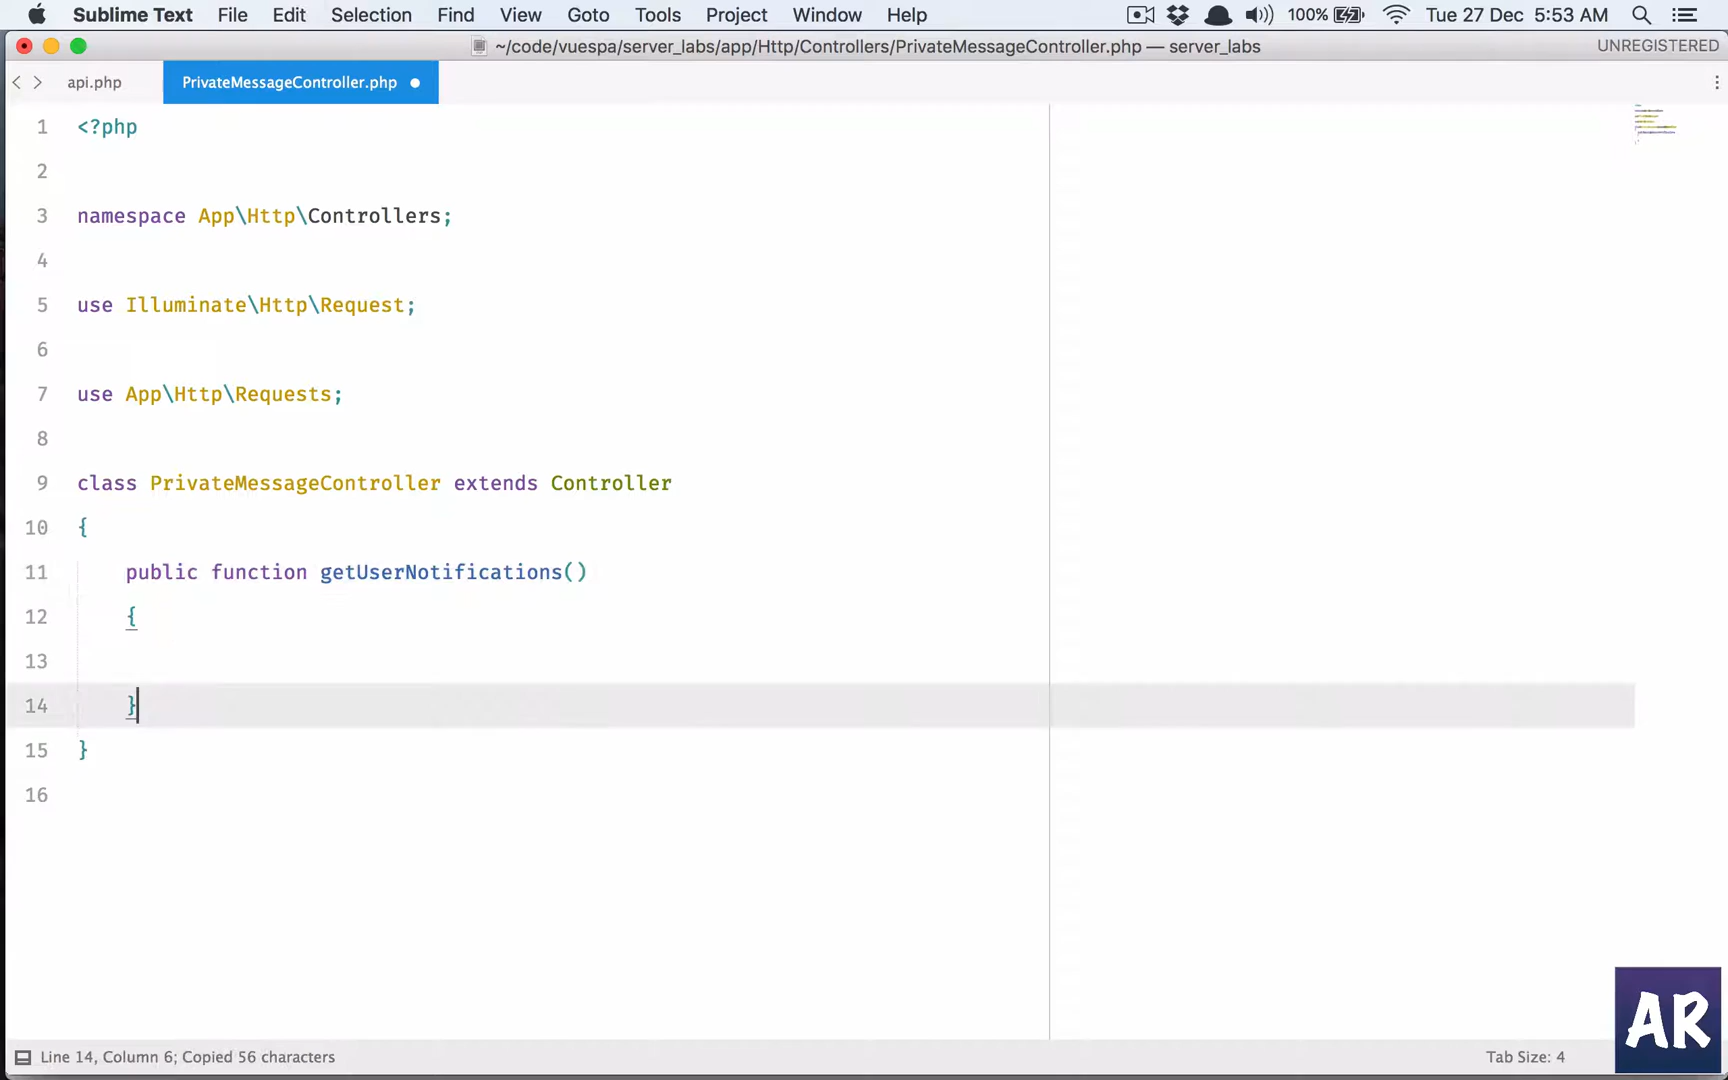 Sublime Text File Edit Selection Find View Goto Tools Project Window Help 100% Tue 27 Dec 5:53 AM
~/code/vuespa/server_labs/app/Http/Controllers/PrivateMessageController.php — server_labs UNREGISTERED
api.php PrivateMessageController.php
1 <?php
2
3 namespace App\Http\Controllers;
4
5 use Illuminate\Http\Request;
6
7 use App\Http\Requests;
8
9 class PrivateMessageController extends Controller
10 {
11 public function getUserNotifications()
12 {
13
14 }
15 }
16
AR
Line 14, Column 6; Copied 56 characters Tab Size: 4